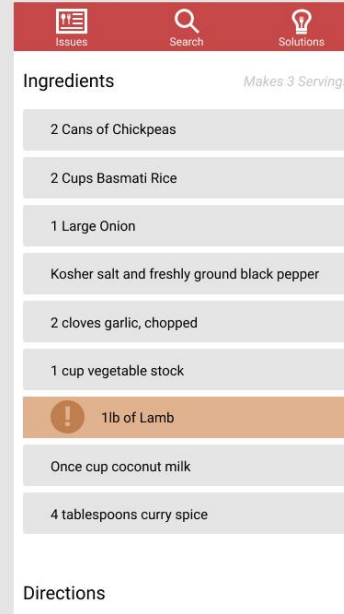 Issues Search Solutions
Ingredients Makes 3 Servings
2 Cans of Chickpeas
2 Cups Basmati Rice
1 Large Onion
Kosher salt and freshly ground black pepper
2 cloves garlic, chopped
1 cup vegetable stock
! 1lb of Lamb
Once cup coconut milk
4 tablespoons curry spice
Directions